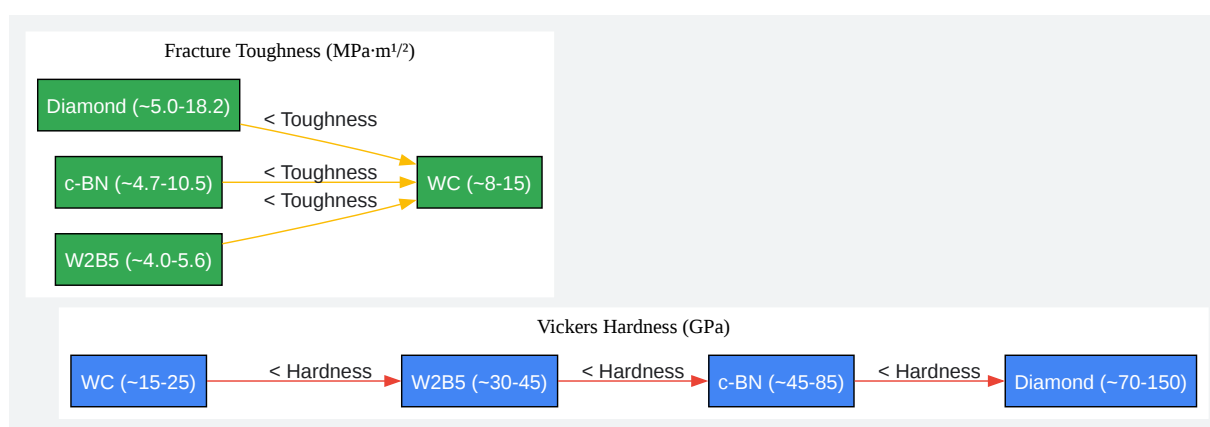 Fracture Toughness (MPa·m¹/²)
Diamond (~5.0-18.2)
< Toughness
c-BN (~4.7-10.5)
< Toughness
WC (~8-15)
< Toughness
W2B5 (~4.0-5.6)
Vickers Hardness (GPa)
WC (~15-25)
< Hardness
W2B5 (~30-45)
< Hardness
c-BN (~45-85)
< Hardness
Diamond (~70-150)